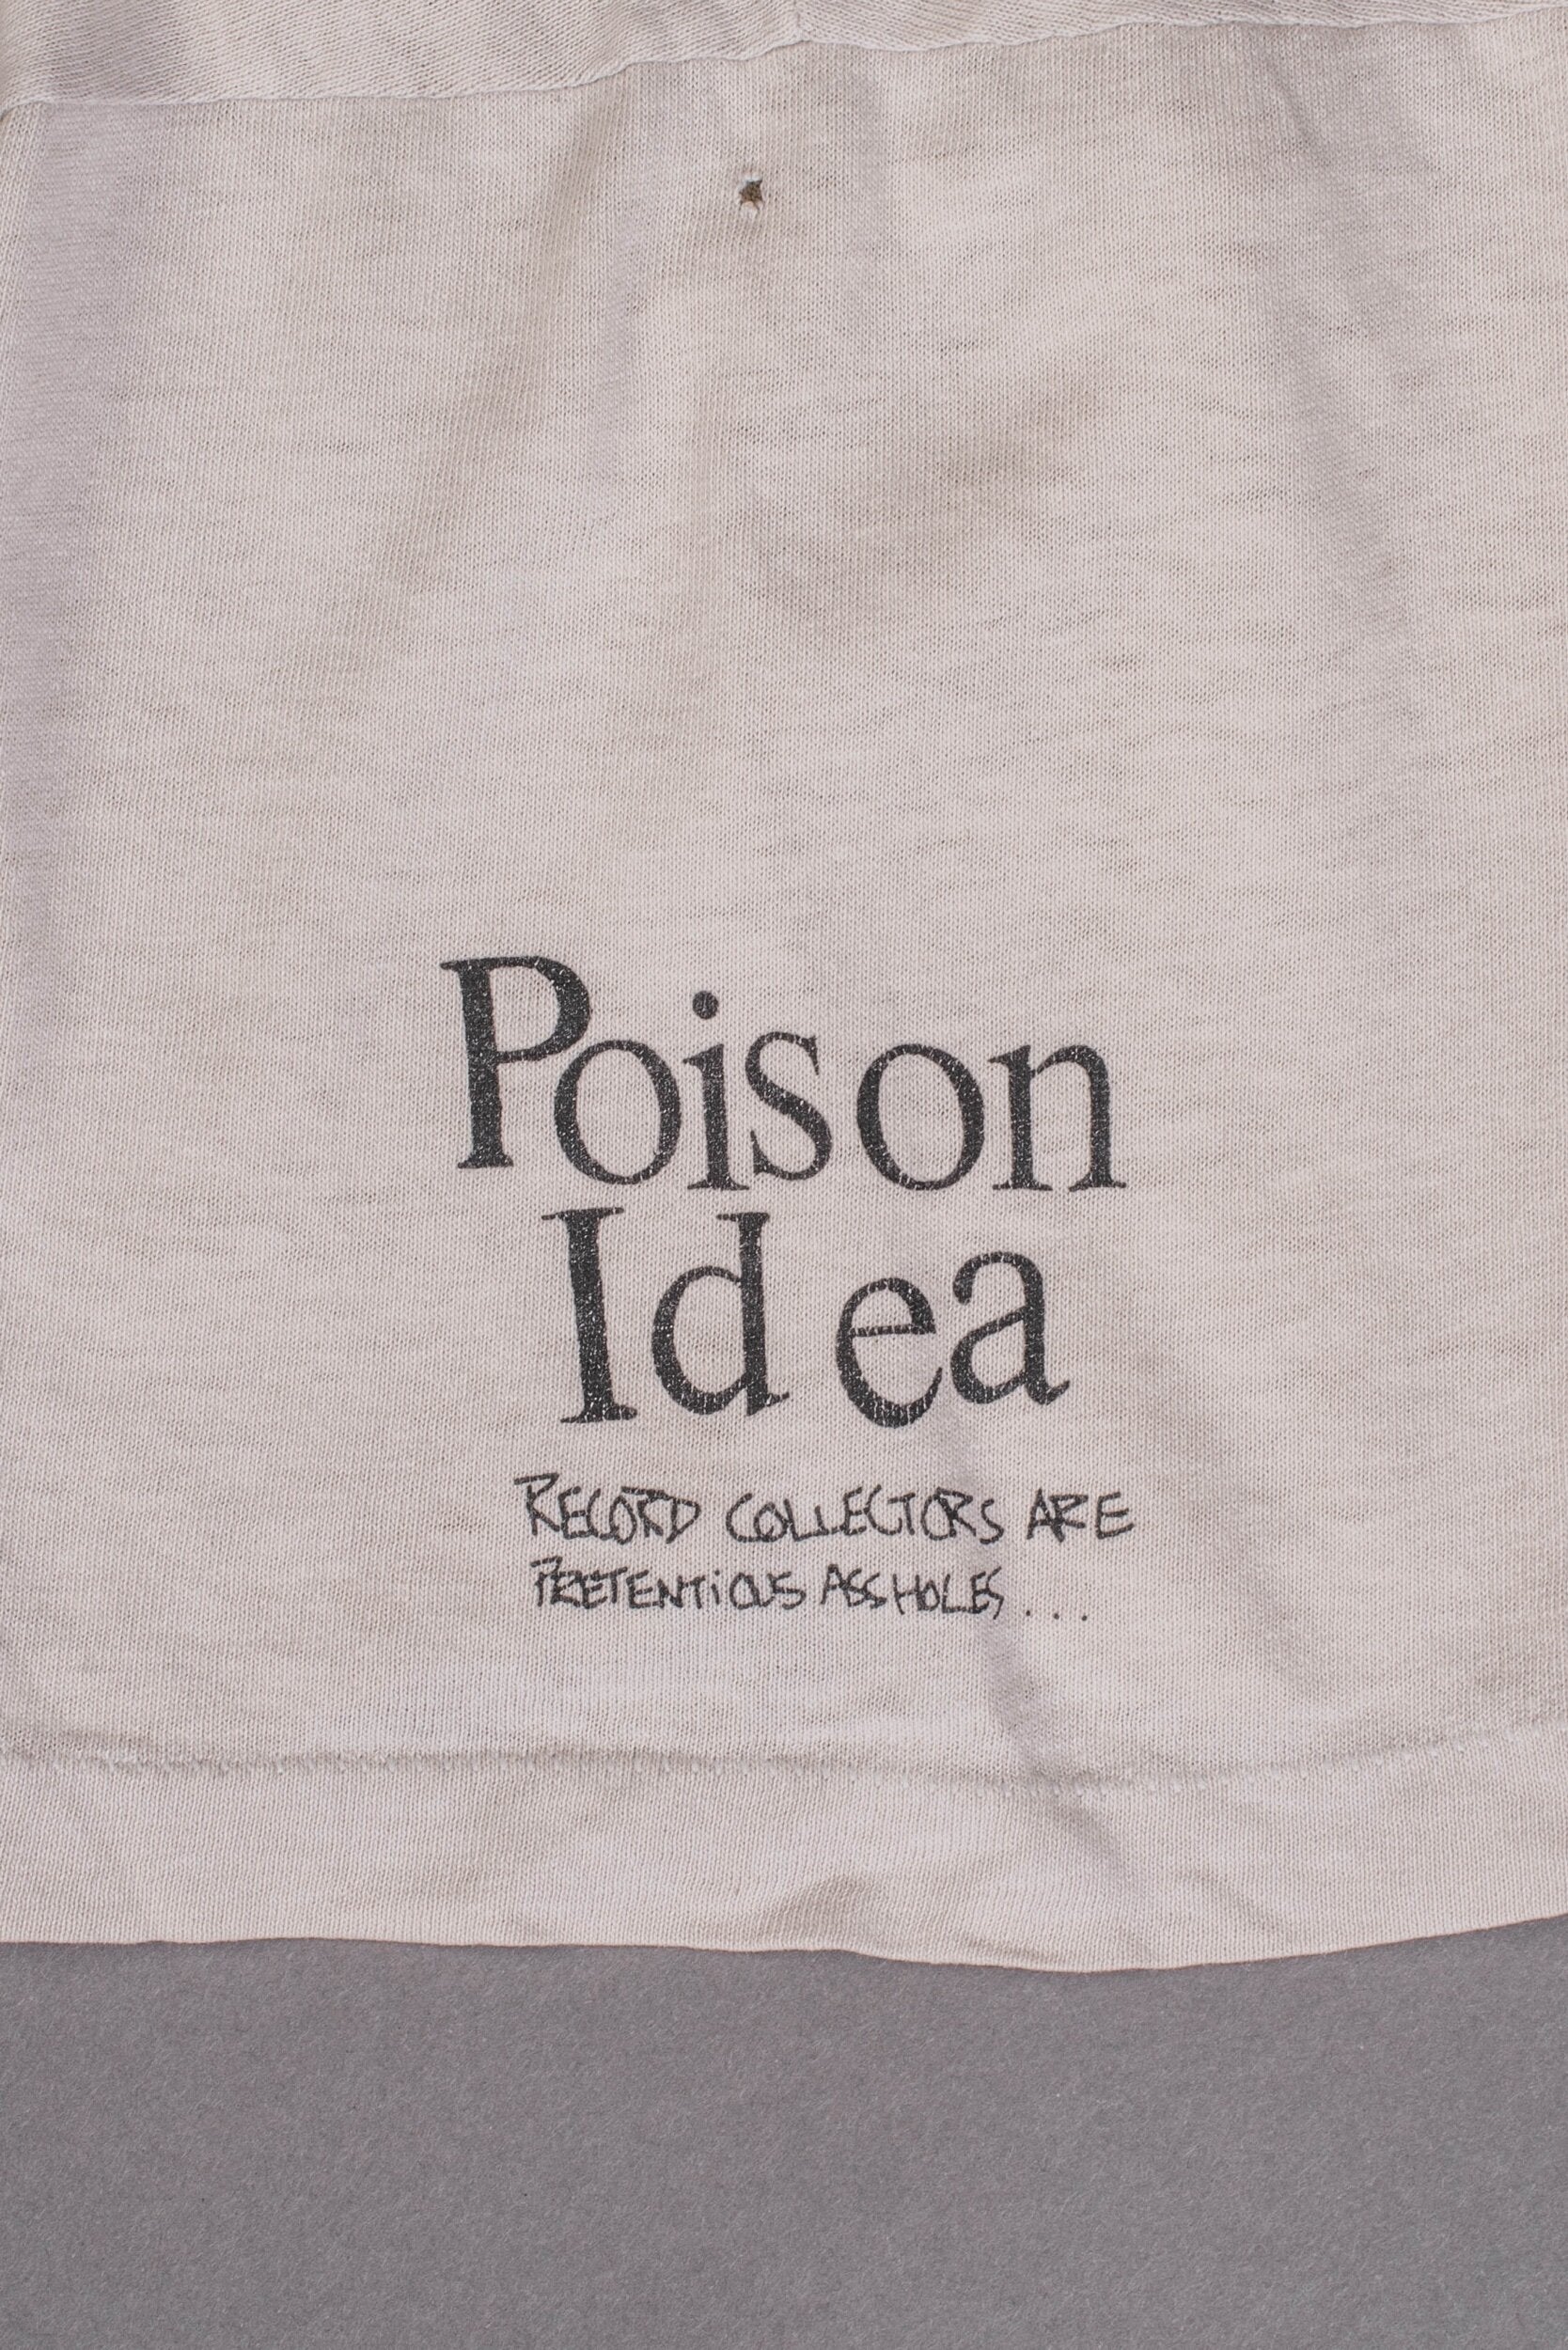 Poison
Idea
RECORD COLLECTORS ARE
PRETENTiOUS ASSHOLES...